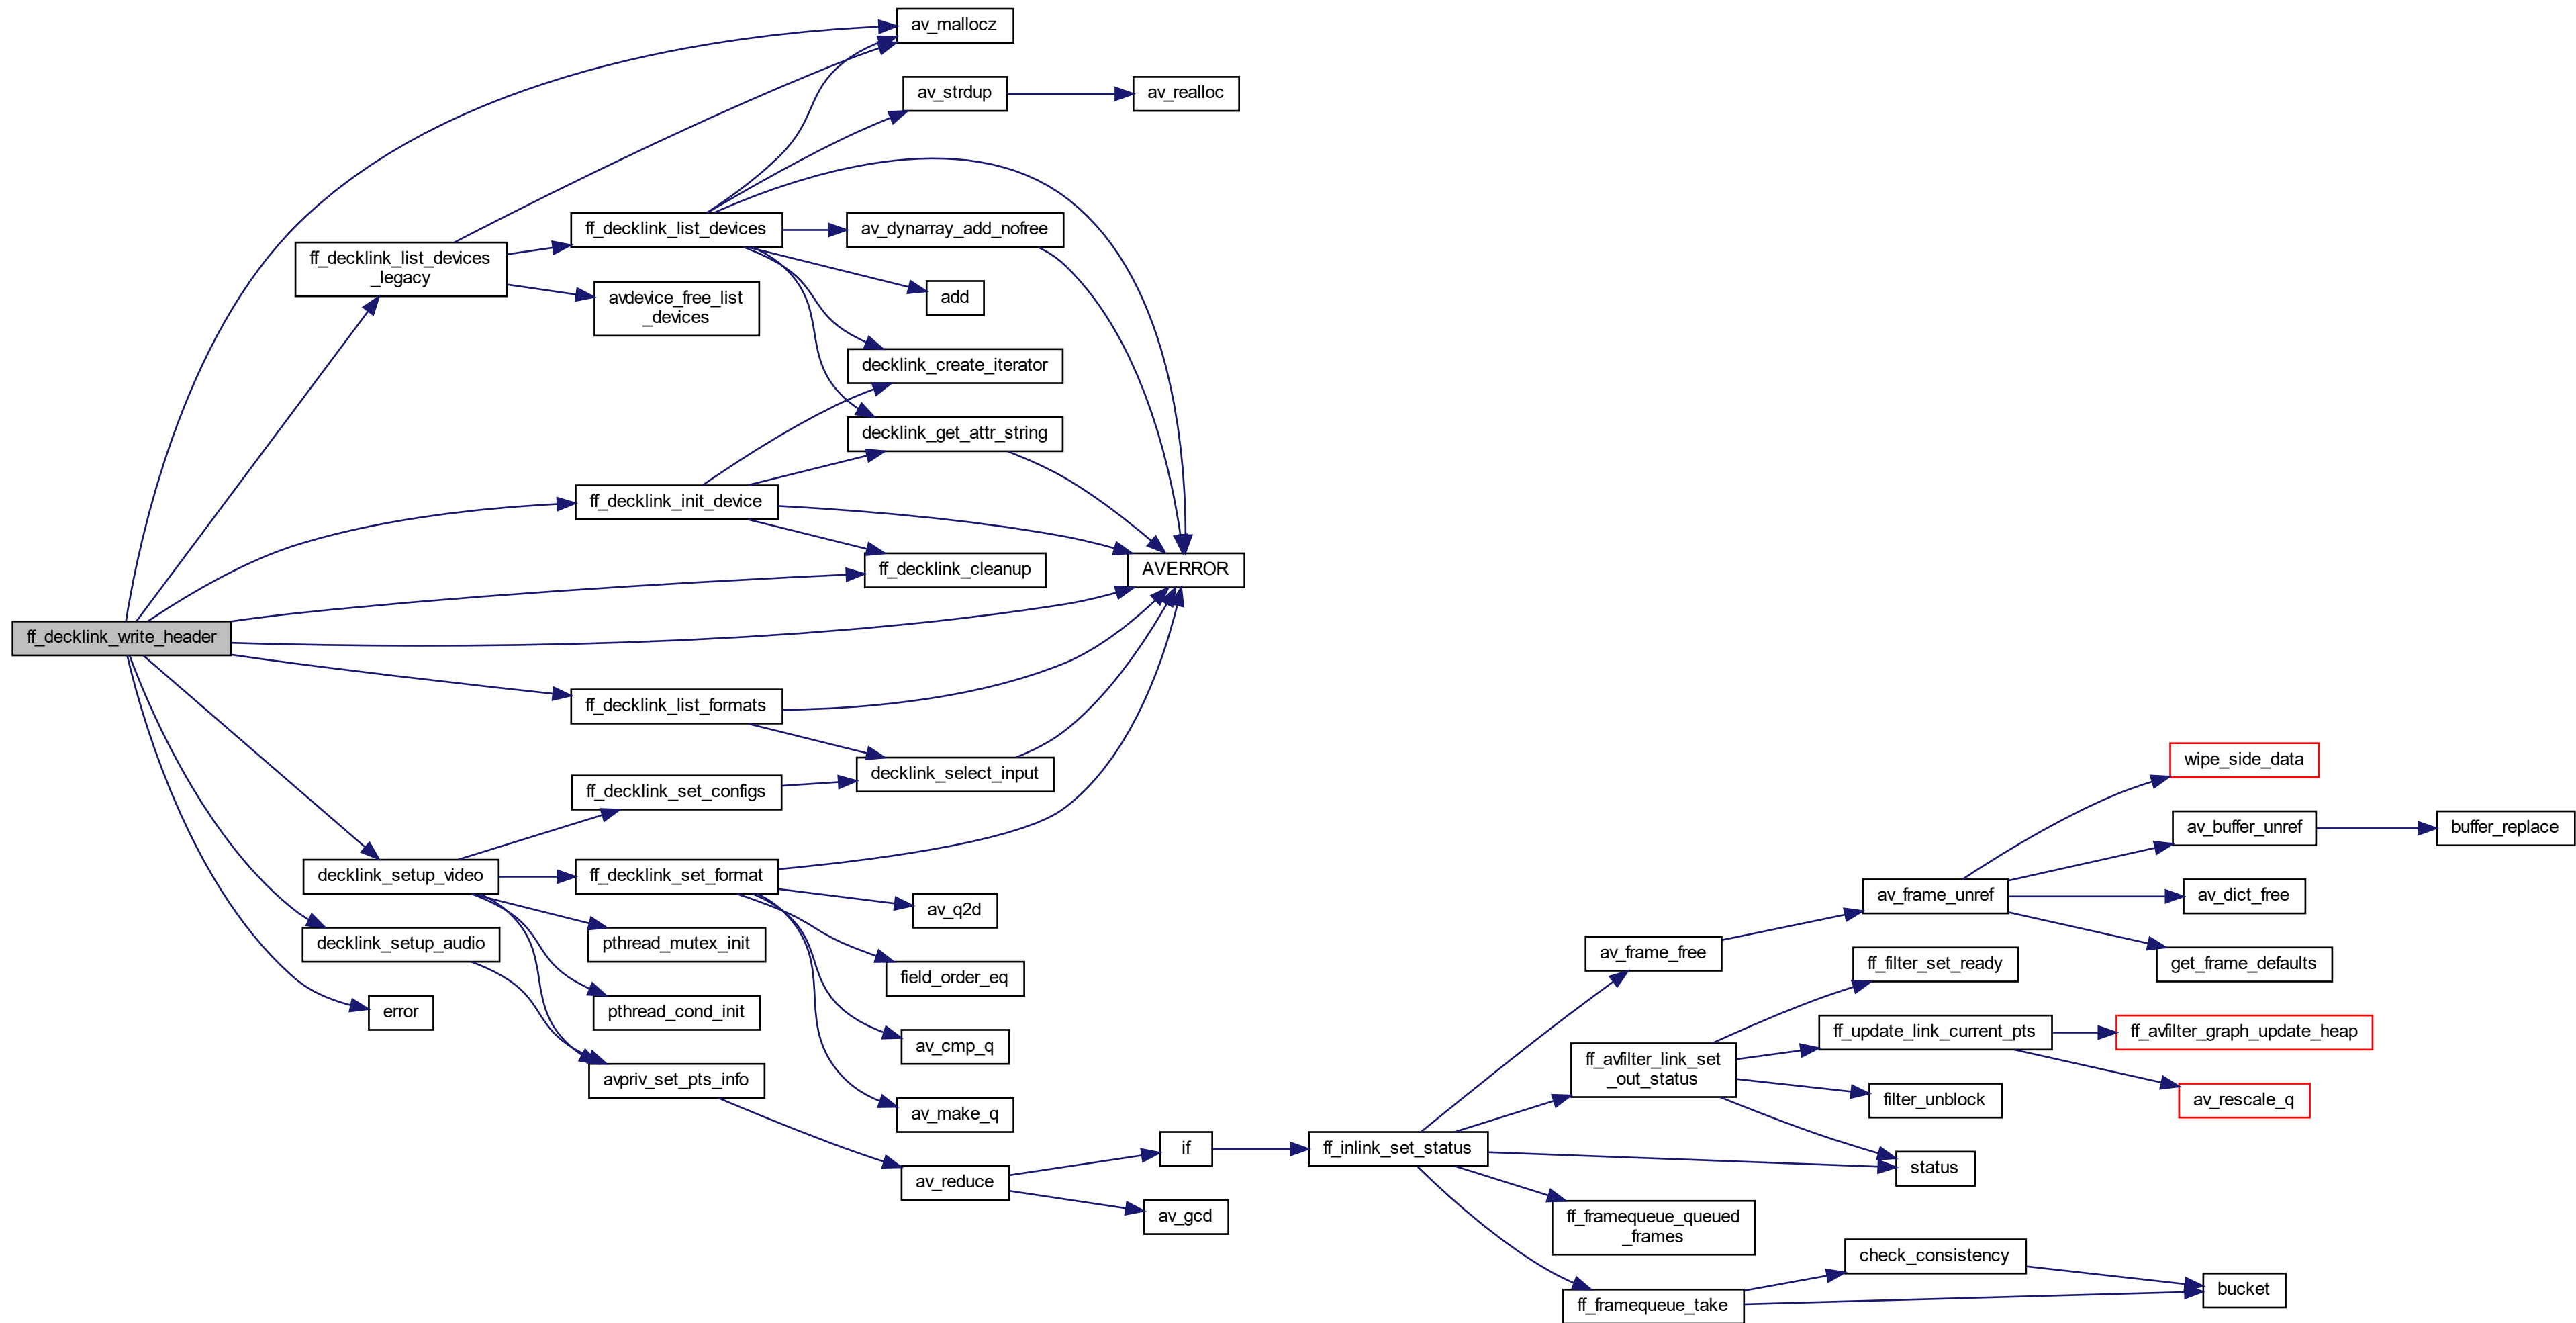 av_mallocz
av_strdup
av_realloc
ff_decklink_list_devices
av_dynarray_add_nofree
ff_decklink_list_devices
_legacy
avdevice_free_list
_devices
add
decklink_create_iterator
decklink_get_attr_string
ff_decklink_init_device
ff_decklink_cleanup
AVERROR
ff_decklink_write_header
ff_decklink_list_formats
decklink_select_input
ff_decklink_set_configs
decklink_setup_video
ff_decklink_set_format
av_q2d
decklink_setup_audio
pthread_mutex_init
field_order_eq
error
pthread_cond_init
av_cmp_q
avpriv_set_pts_info
av_make_q
av_reduce
if
av_gcd
ff_inlink_set_status
av_frame_free
ff_avfilter_link_set
_out_status
ff_framequeue_queued
_frames
ff_framequeue_take
av_frame_unref
ff_filter_set_ready
ff_update_link_current_pts
filter_unblock
status
check_consistency
wipe_side_data
av_buffer_unref
buffer_replace
av_dict_free
get_frame_defaults
ff_avfilter_graph_update_heap
av_rescale_q
bucket